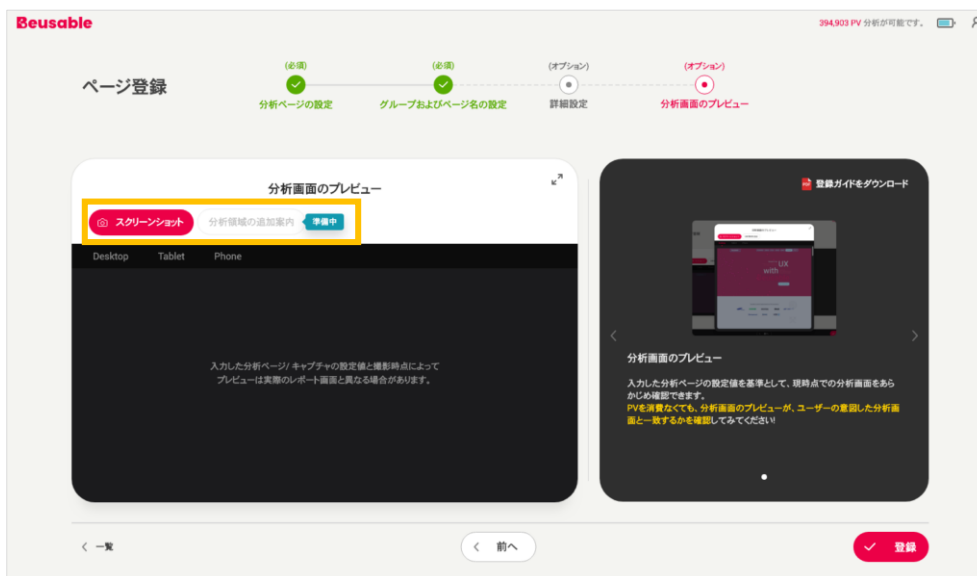 Beusable
394,903 PV 分析が可能です。
ページ登録
(必須)
分析ページの設定
(必須)
グループおよびページ名の設定
(オプション)
詳細設定
(オプション)
分析画面のプレビュー
分析画面のプレビュー
スクリーンショット
分析領域の追加案内
準備中
Desktop Tablet Phone
入力した分析ページ/ キャプチャの設定値と撮影時点によって
プレビューは実際のレポート画面と異なる場合があります。
登録ガイドをダウンロード
UX
with
分析画面のプレビュー
入力した分析ページの設定値を基準として、現時点での分析画面をあら
かじめ確認できます。
PVを消費なくても、分析画面のプレビューが、ユーザーの意図した分析画
面と一致するかを確認してみてください!
一覧
前へ
登録